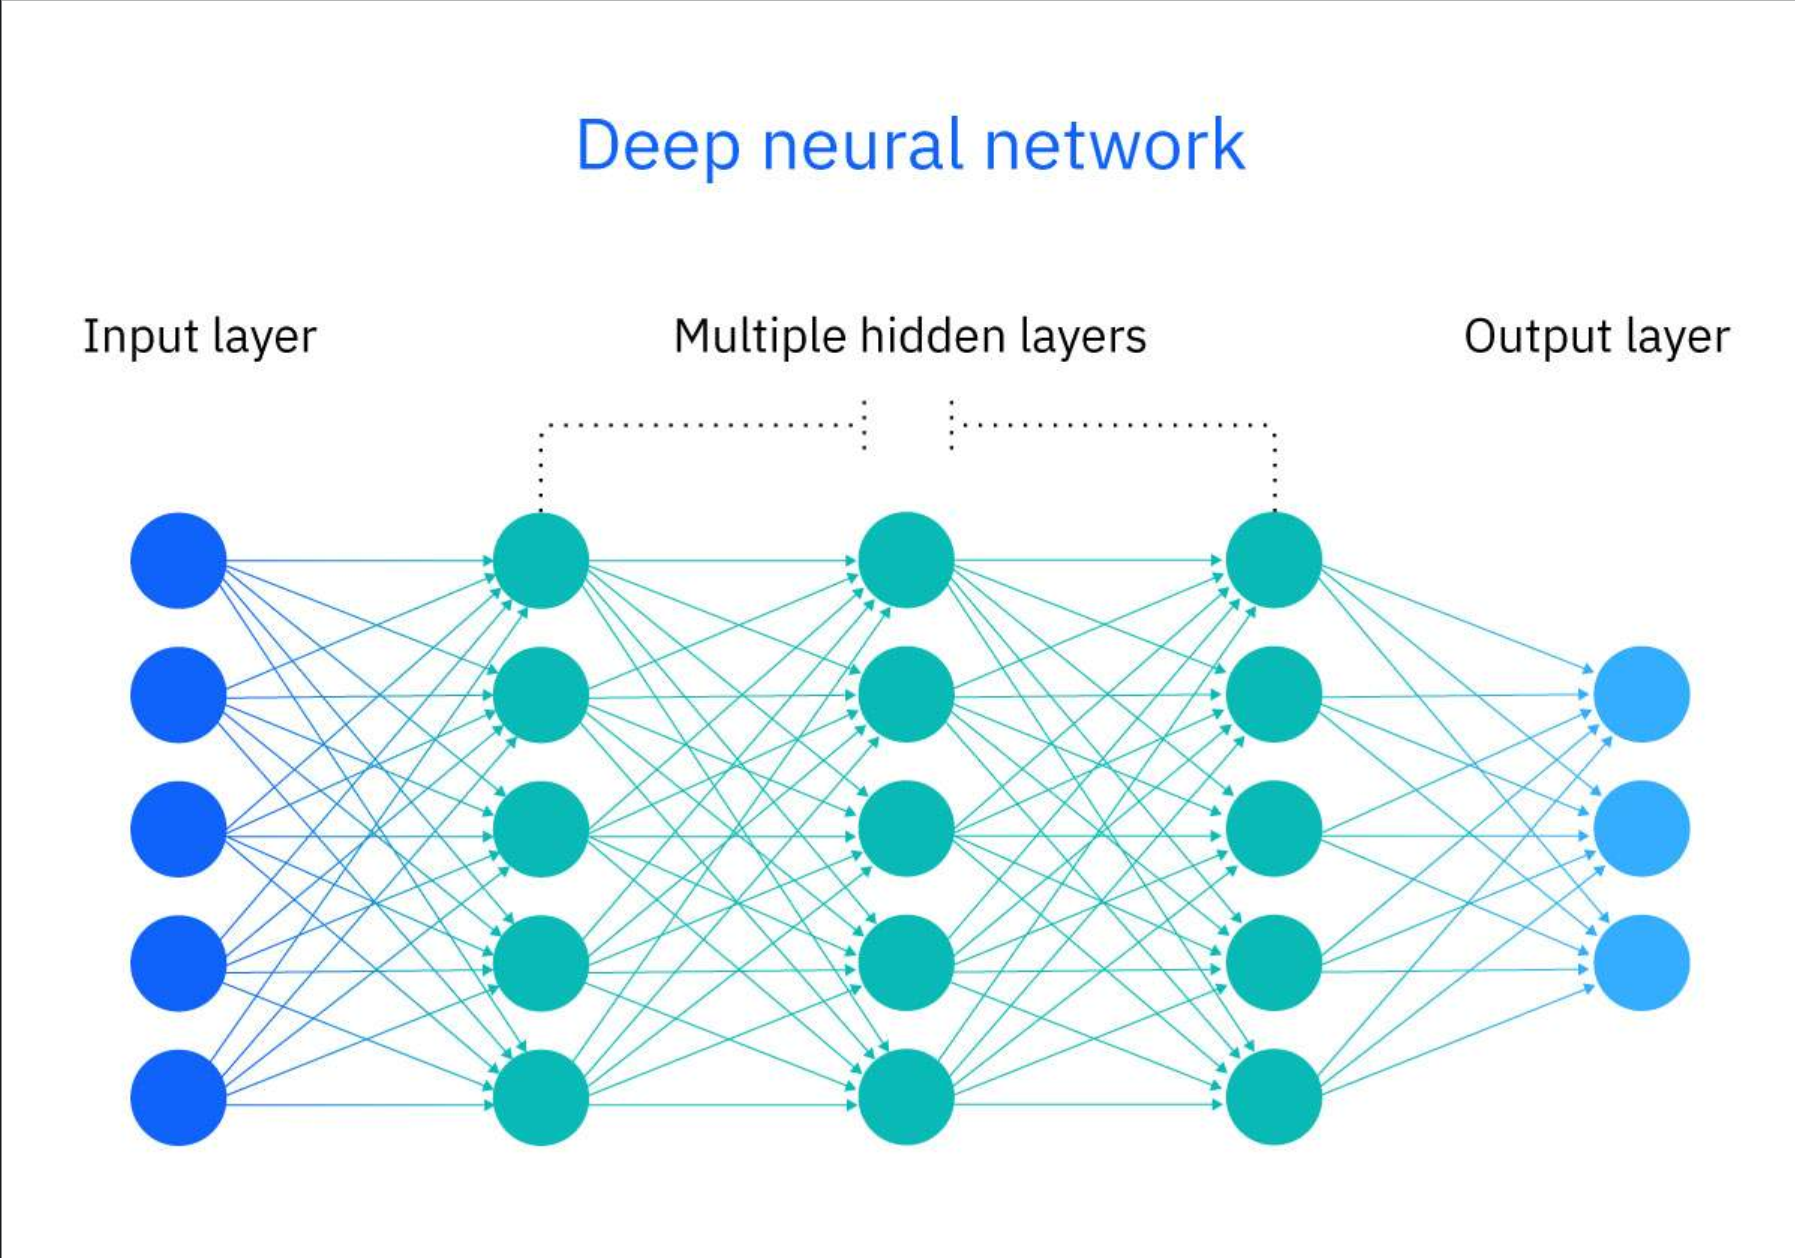 Deep neural network
Input layer
Multiple hidden layers
Output layer